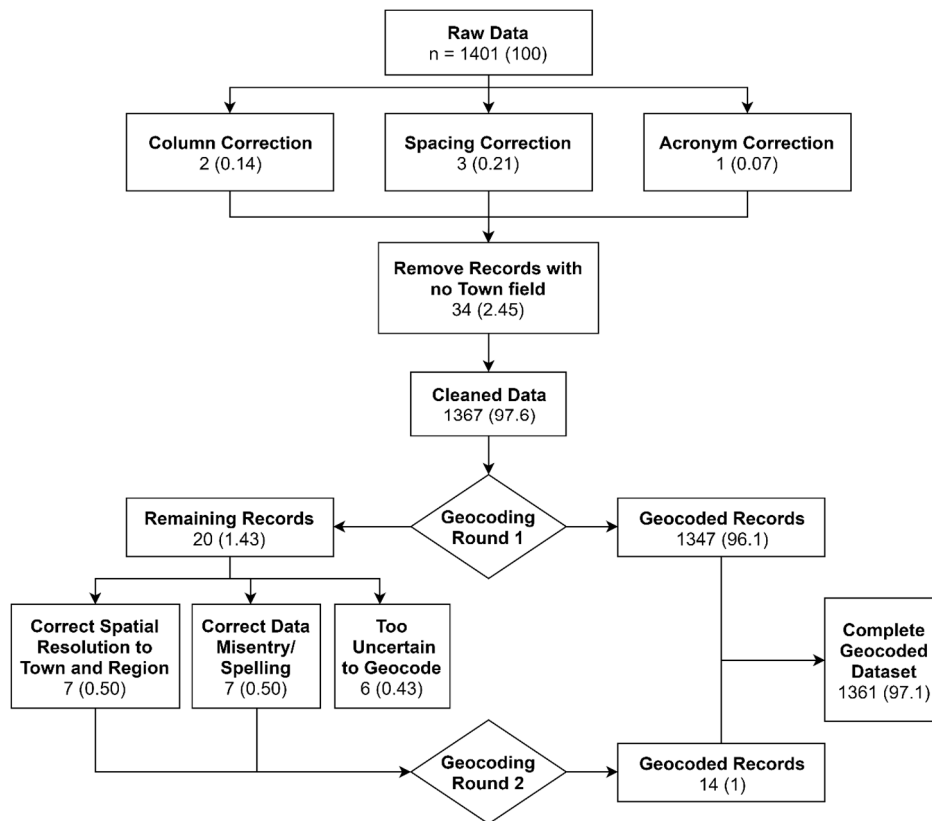 Raw Data
n = 1401 (100)
Column Correction
2 (0.14)
Spacing Correction
3 (0.21)
Acronym Correction
1 (0.07)
Remove Records with
no Town field
34 (2.45)
Cleaned Data
1367 (97.6)
Geocoding
Round 1
Remaining Records
20 (1.43)
Geocoded Records
1347 (96.1)
Correct Spatial
Resolution to
Town and Region
7 (0.50)
Correct Data
Misentry/
Spelling
7 (0.50)
Too
Uncertain
to Geocode
6 (0.43)
Complete
Geocoded
Dataset
1361 (97.1)
Geocoding
Round 2
Geocoded Records
14 (1)